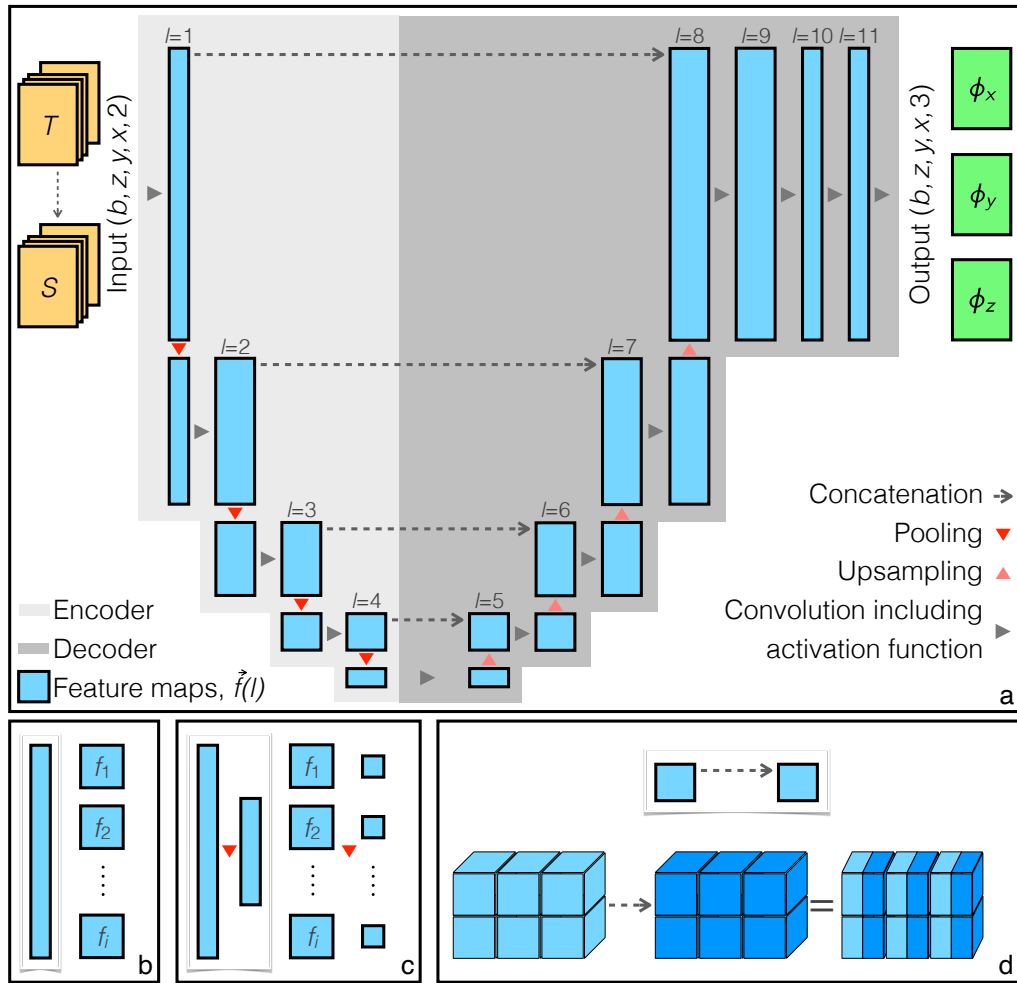 l=1
l=8
l=9
l=10
l=11
T
S
Input (b, z, y, x, 2)
Output (b, z, y, x, 3)
ϕx
ϕy
ϕz
l=2
l=7
l=3
l=6
l=4
l=5
Concatenation
Pooling
Upsampling
Convolution including
activation function
Encoder
Decoder
Feature maps, f⃗(l)
a
f1
f2
fi
b
f1
f2
fi
c
=
d